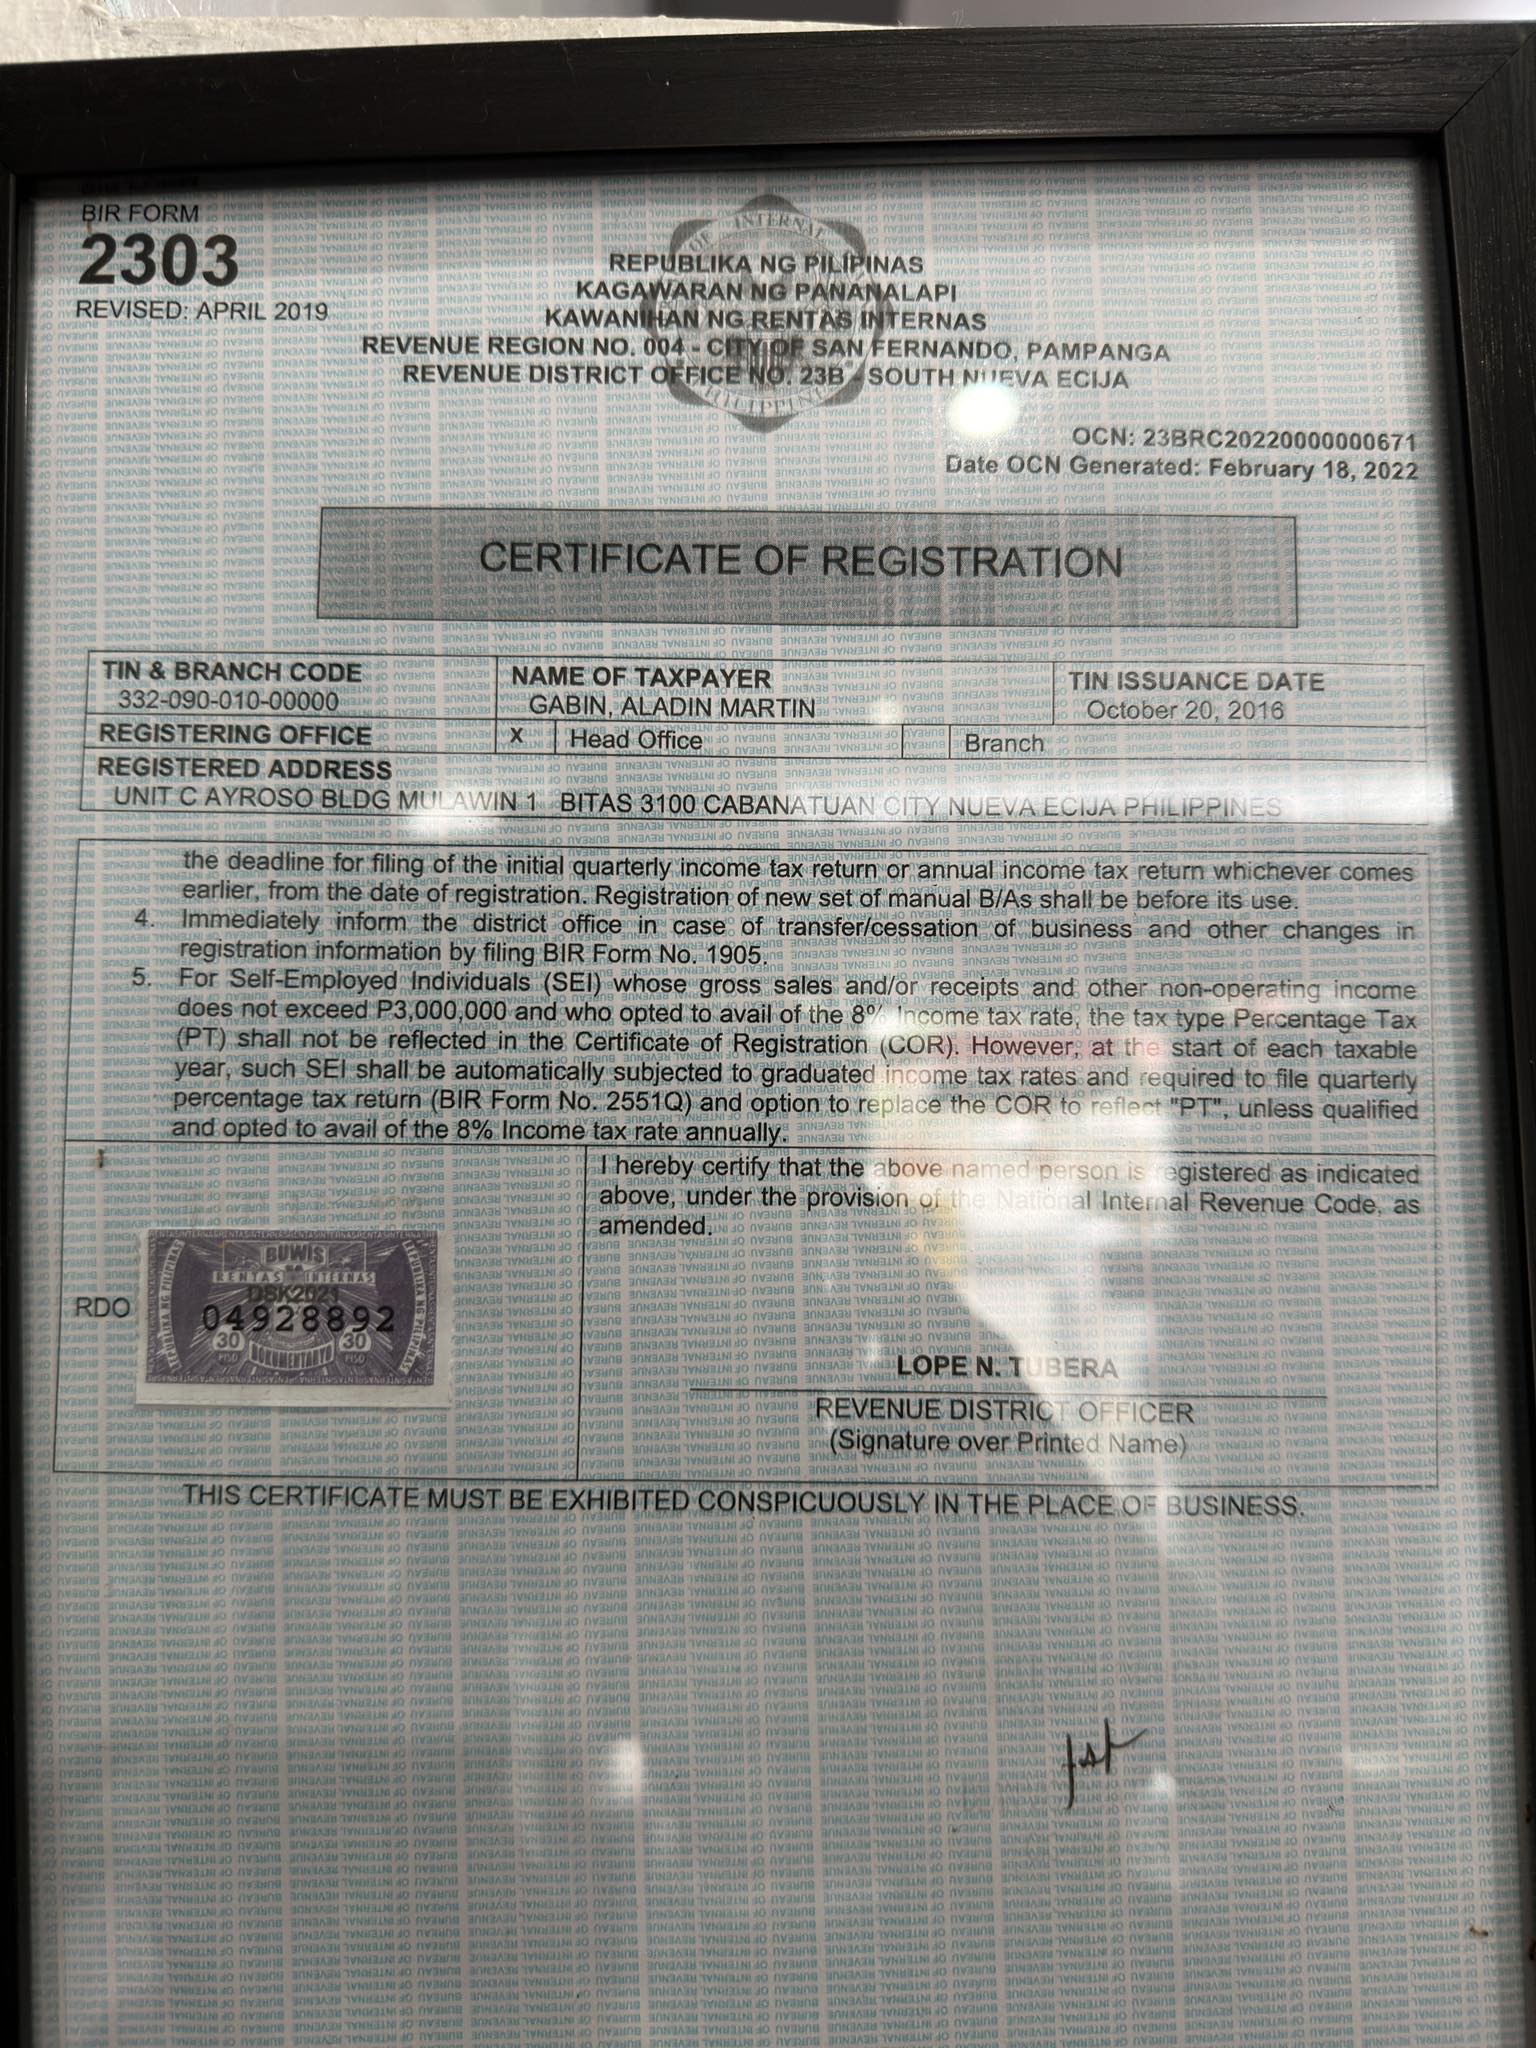 BIR FORM
2303
REVISED: APRIL 2019
REPUBLIKA NG PILIPINAS
KAGAWARAN NG PANANALAPI
KAWANIHAN NG RENTAS INTERNAS
REVENUE REGION NO. 004 - CITY OF SAN FERNANDO, PAMPANGA
REVENUE DISTRICT OFFICE NO. 23B - SOUTH NUEVA ECIJA
OCN: 23BRC20220000000671
Date OCN Generated: February 18, 2022
CERTIFICATE OF REGISTRATION
TIN & BRANCH CODE
332-090-010-00000
NAME OF TAXPAYER
GABIN, ALADIN MARTIN
TIN ISSUANCE DATE
October 20, 2016
REGISTERING OFFICE X Head Office Branch
REGISTERED ADDRESS
UNIT C AYROSO BLDG MULAWIN 1 BITAS 3100 CABANATUAN CITY NUEVA ECIJA PHILIPPINES
the deadline for filing of the initial quarterly income tax return or annual income tax return whichever comes
earlier, from the date of registration. Registration of new set of manual B/As shall be before its use.
4. Immediately inform the district office in case of transfer/cessation of business and other changes in
registration information by filing BIR Form No. 1905.
5. For Self-Employed Individuals (SEI) whose gross sales and/or receipts and other non-operating income
does not exceed P3,000,000 and who opted to avail of the 8% Income tax rate, the tax type Percentage Tax
(PT) shall not be reflected in the Certificate of Registration (COR). However, at the start of each taxable
year, such SEI shall be automatically subjected to graduated income tax rates and required to file quarterly
percentage tax return (BIR Form No. 2551Q) and option to replace the COR to reflect "PT", unless qualified
and opted to avail of the 8% Income tax rate annually.
I hereby certify that the above named person is registered as indicated
above, under the provision of the National Internal Revenue Code, as
amended.
RDO
BUWIS
RENTAS INTERNAS
DSK2021
04928892
30 30
PISO PISO
DOKUMENTARYO
LOPE N. TUBERA
REVENUE DISTRICT OFFICER
(Signature over Printed Name)
THIS CERTIFICATE MUST BE EXHIBITED CONSPICUOUSLY IN THE PLACE OF BUSINESS.